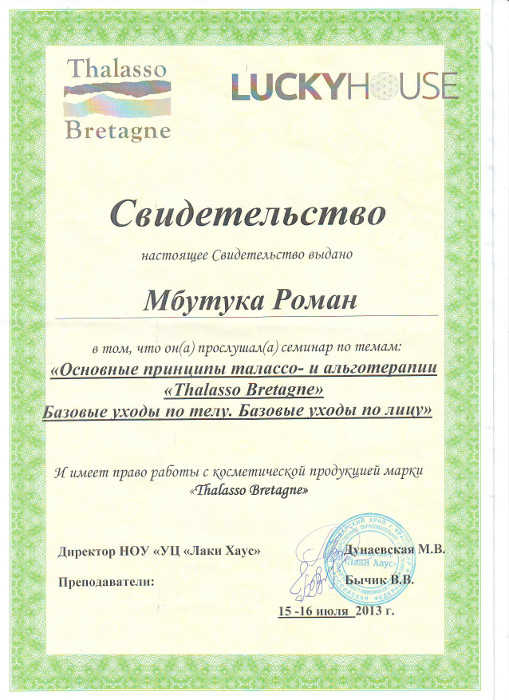 Thalasso
Bretagne
LUCKYHOUSE
Свидетельство
настоящее Свидетельство выдано
Мбутука Роман
в том, что он(а) прослушал(а) семинар по темам:
«Основные принципы талассо- и альготерапии
«Thalasso Bretagne»
Базовые уходы по телу. Базовые уходы по лицу»
И имеет право работы с косметической продукцией марки
«Thalasso Bretagne»
Директор НОУ «УЦ «Лаки Хаус» Дунаевская М.В.
Лаки Хаус
Преподаватели: Бычик В.В.
15 -16 июля 2013 г.